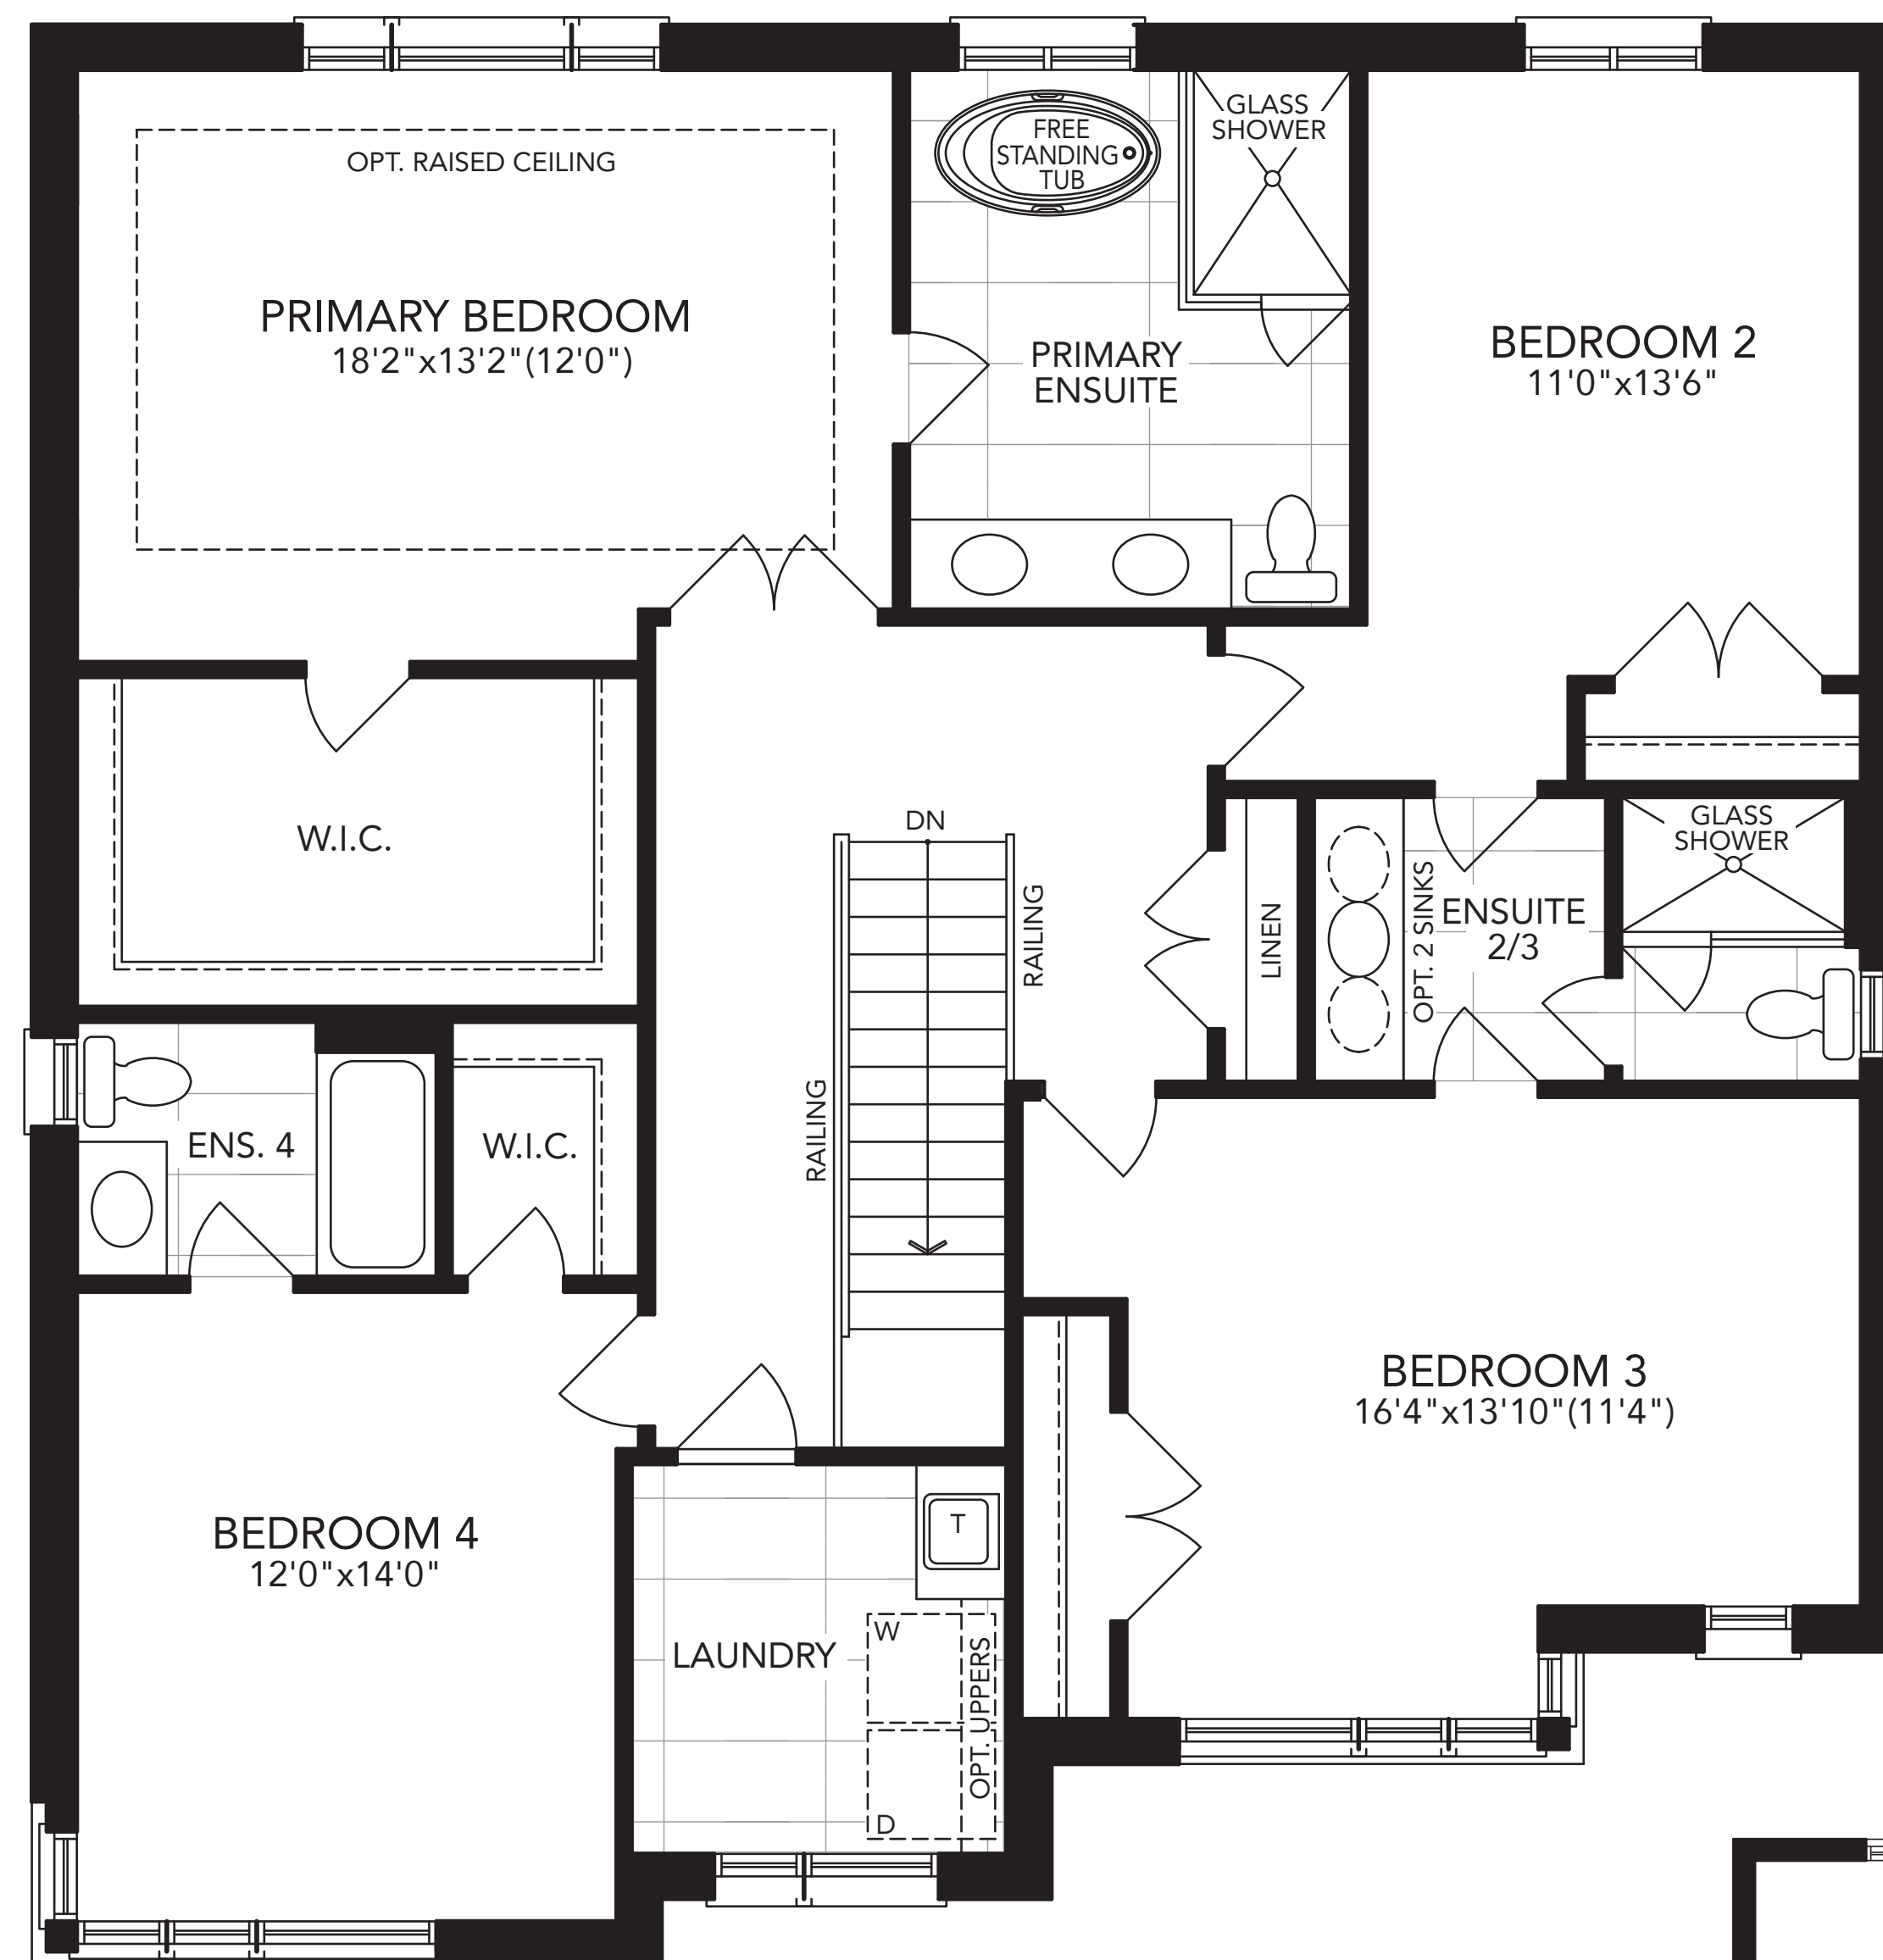 OPT. RAISED CEILING
PRIMARY BEDROOM
18'2"x13'2"(12'0")
FREE
STANDING
TUB
GLASS
SHOWER
PRIMARY
ENSUITE
BEDROOM 2
11'0"x13'6"
W.I.C.
DN
RAILING
RAILING
LINEN
OPT. 2 SINKS
ENSUITE
2/3
GLASS
SHOWER
ENS. 4
W.I.C.
BEDROOM 3
16'4"x13'10"(11'4")
BEDROOM 4
12'0"x14'0"
LAUNDRY
T
W
D
OPT. UPPERS